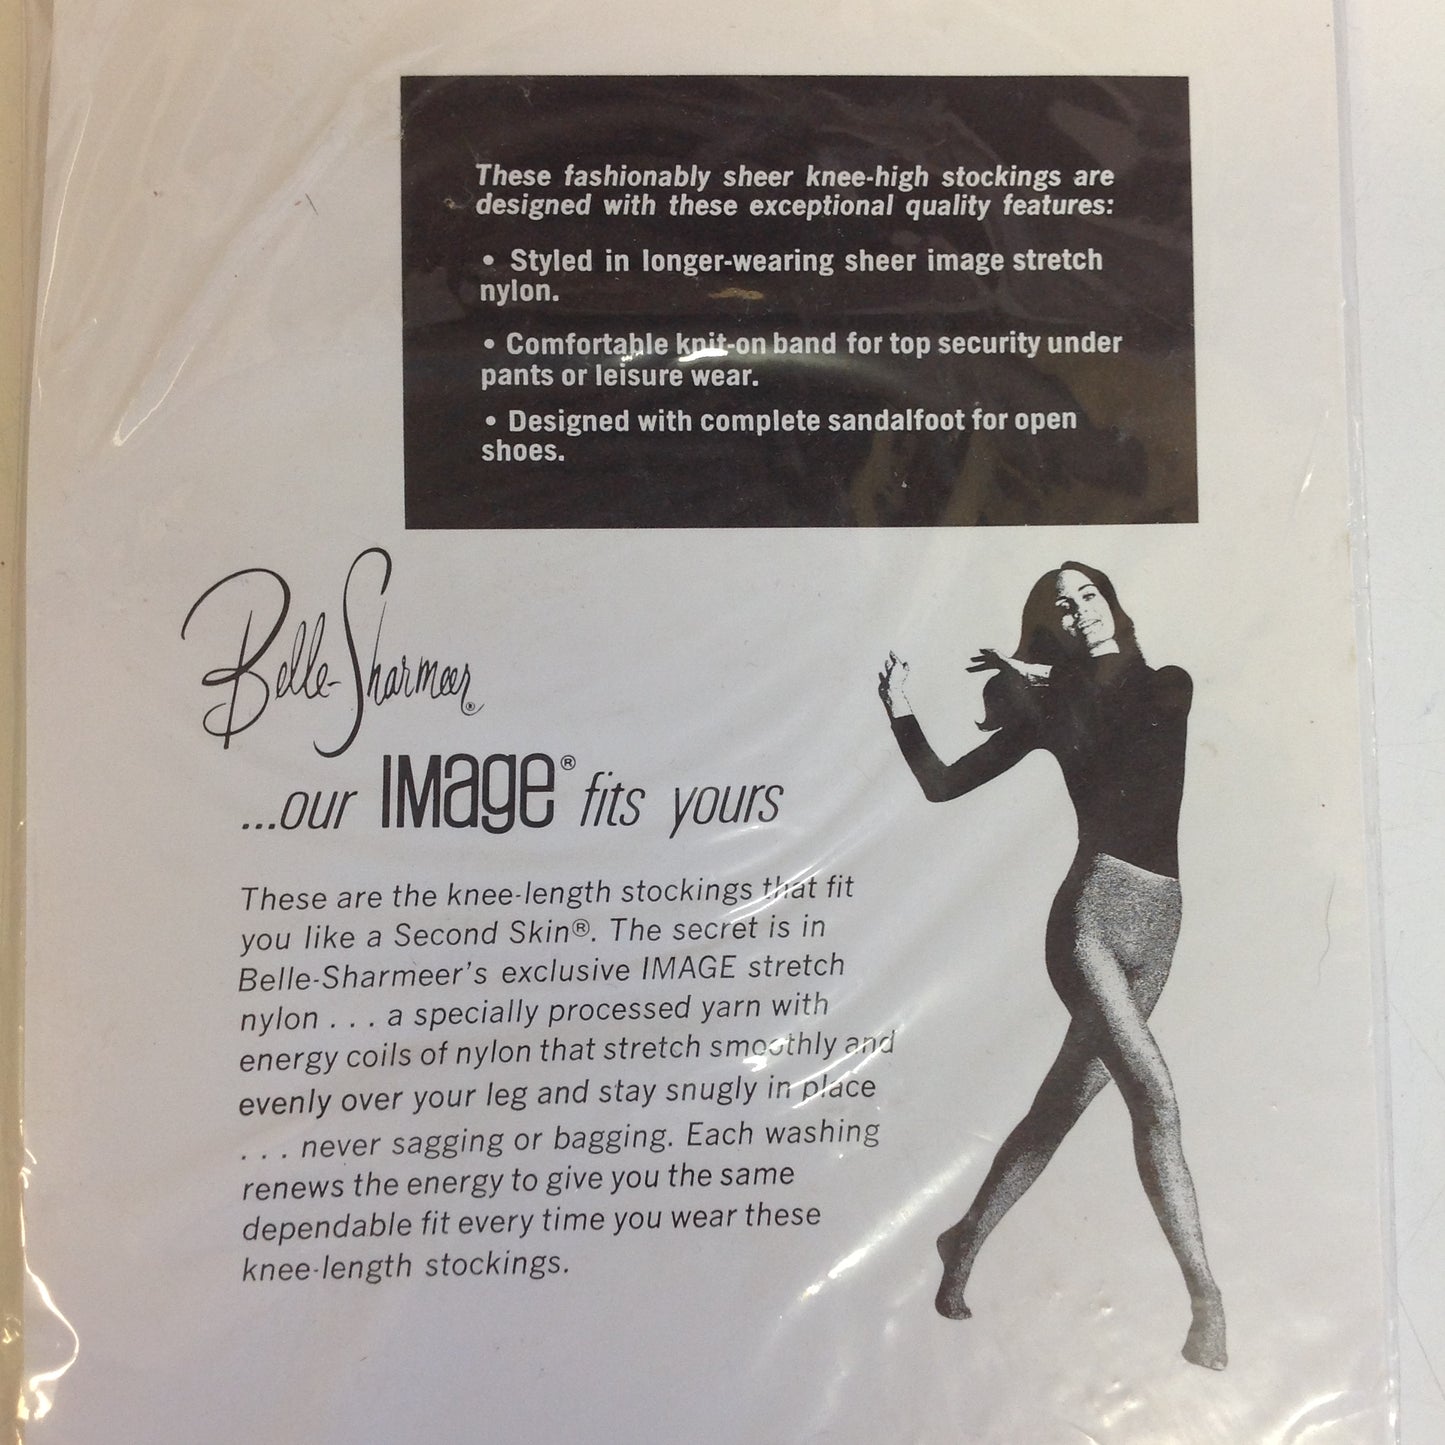 These fashionably sheer knee-high stockings are
designed with these exceptional quality features:
• Styled in longer-wearing sheer image stretch
nylon.
• Comfortable knit-on band for top security under
pants or leisure wear.
• Designed with complete sandalfoot for open
shoes.
Belle-Sharmeer®
...our IMAGE® fits yours
These are the knee-length stockings that fit
you like a Second Skin®. The secret is in
Belle-Sharmeer's exclusive IMAGE stretch
nylon . . . a specially processed yarn with
energy coils of nylon that stretch smoothly and
evenly over your leg and stay snugly in place
. . . never sagging or bagging. Each washing
renews the energy to give you the same
dependable fit every time you wear these
knee-length stockings.